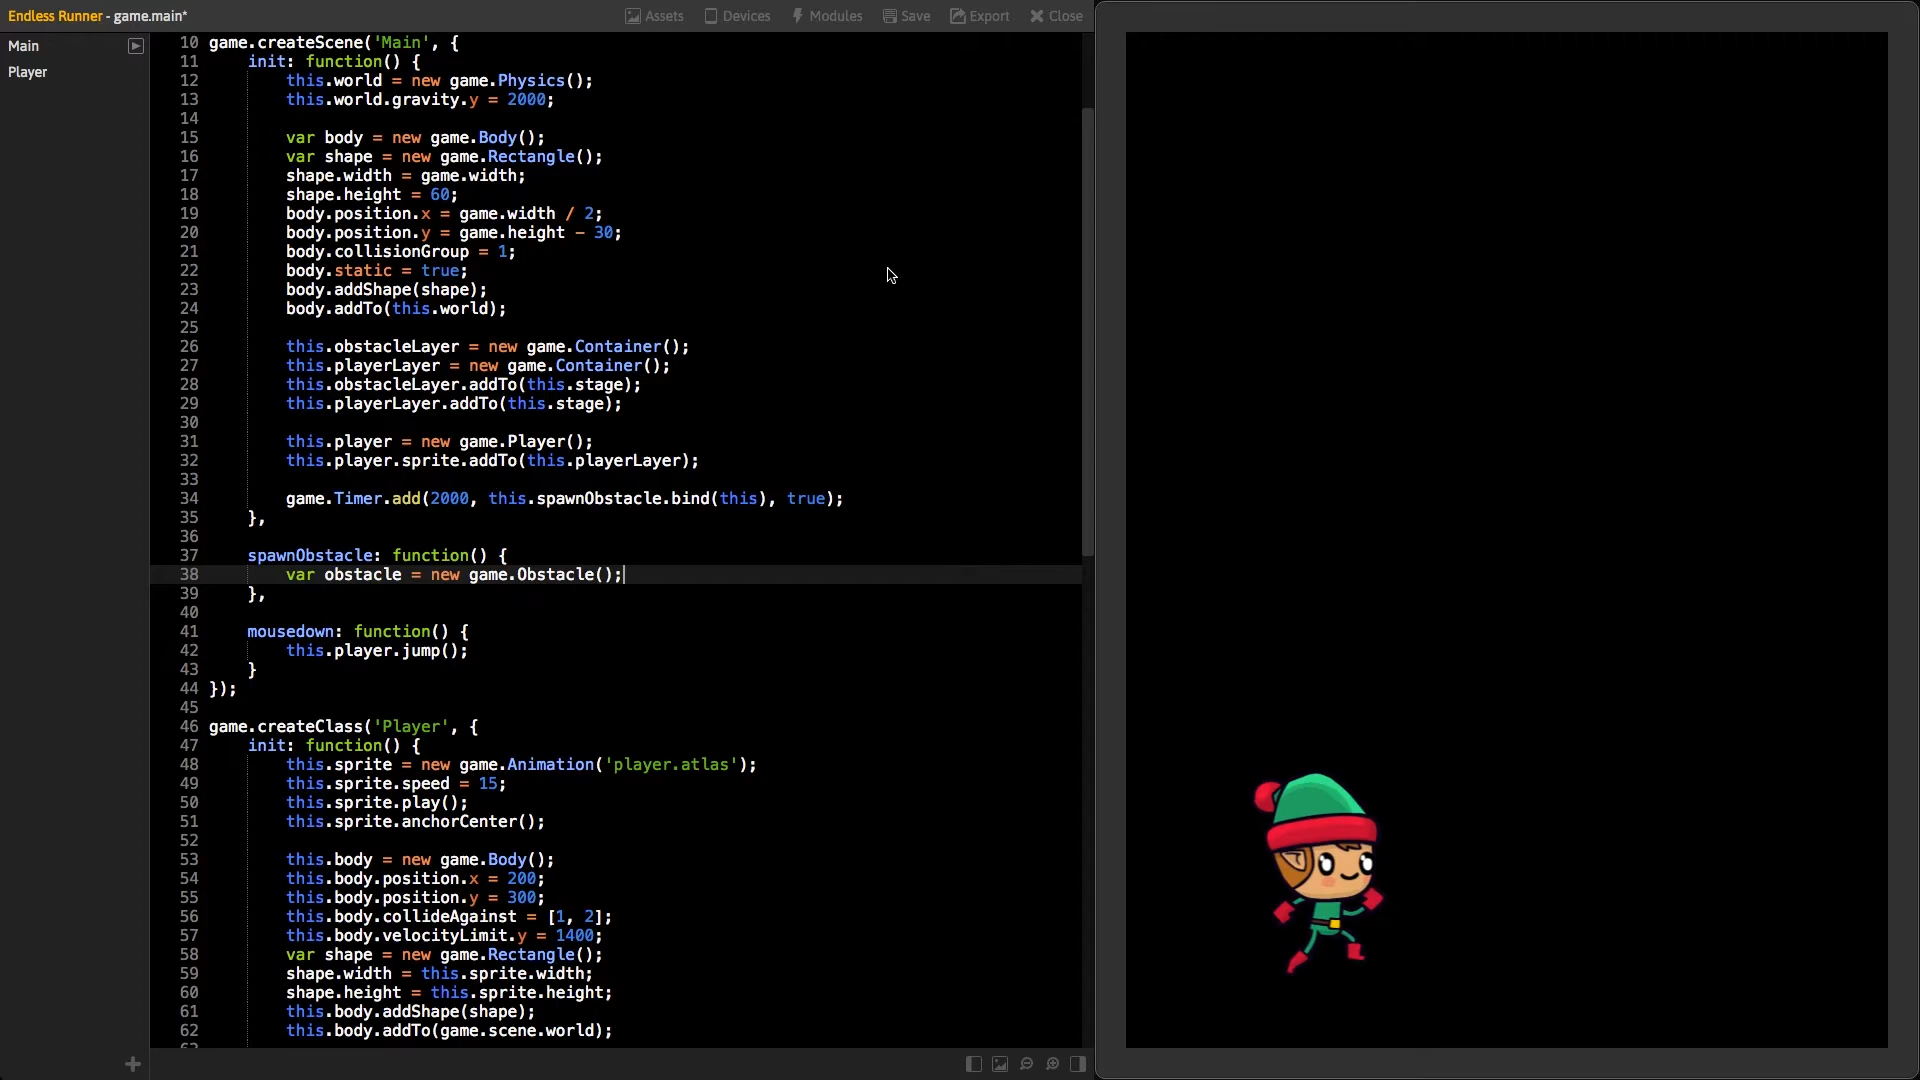 Endless Runner - game.main*
Assets Devices Modules Save Export Close
Main
Player
10 game.createScene('Main', {
11 init: function() {
12 this.world = new game.Physics();
13 this.world.gravity.y = 2000;
14
15 var body = new game.Body();
16 var shape = new game.Rectangle();
17 shape.width = game.width;
18 shape.height = 60;
19 body.position.x = game.width / 2;
20 body.position.y = game.height - 30;
21 body.collisionGroup = 1;
22 body.static = true;
23 body.addShape(shape);
24 body.addTo(this.world);
25
26 this.obstacleLayer = new game.Container();
27 this.playerLayer = new game.Container();
28 this.obstacleLayer.addTo(this.stage);
29 this.playerLayer.addTo(this.stage);
30
31 this.player = new game.Player();
32 this.player.sprite.addTo(this.playerLayer);
33
34 game.Timer.add(2000, this.spawnObstacle.bind(this), true);
35 },
36
37 spawnObstacle: function() {
38 var obstacle = new game.Obstacle();
39 },
40
41 mousedown: function() {
42 this.player.jump();
43 }
44 });
45
46 game.createClass('Player', {
47 init: function() {
48 this.sprite = new game.Animation('player.atlas');
49 this.sprite.speed = 15;
50 this.sprite.play();
51 this.sprite.anchorCenter();
52
53 this.body = new game.Body();
54 this.body.position.x = 200;
55 this.body.position.y = 300;
56 this.body.collideAgainst = [1, 2];
57 this.body.velocityLimit.y = 1400;
58 var shape = new game.Rectangle();
59 shape.width = this.sprite.width;
60 shape.height = this.sprite.height;
61 this.body.addShape(shape);
62 this.body.addTo(game.scene.world);